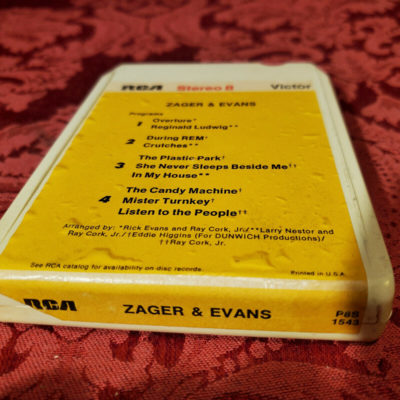 RCA Stereo 8 Victor
ZAGER & EVANS
Programs
1 Overture*
Reginald Ludwig**
2 During REM†
Crutches**
3 The Plastic Park†
She Never Sleeps Beside Me††
In My House**
4 The Candy Machine†
Mister Turnkey†
Listen to the People††
Arranged by: *Rick Evans and Ray Cork, Jr./**Larry Nestor and
Ray Cork, Jr./†Eddie Higgins (For DUNWICH Productions)/
††Ray Cork, Jr.
See RCA catalog for availability on disc records.
Printed in U.S.A.
RCA ZAGER & EVANS P8S
1543